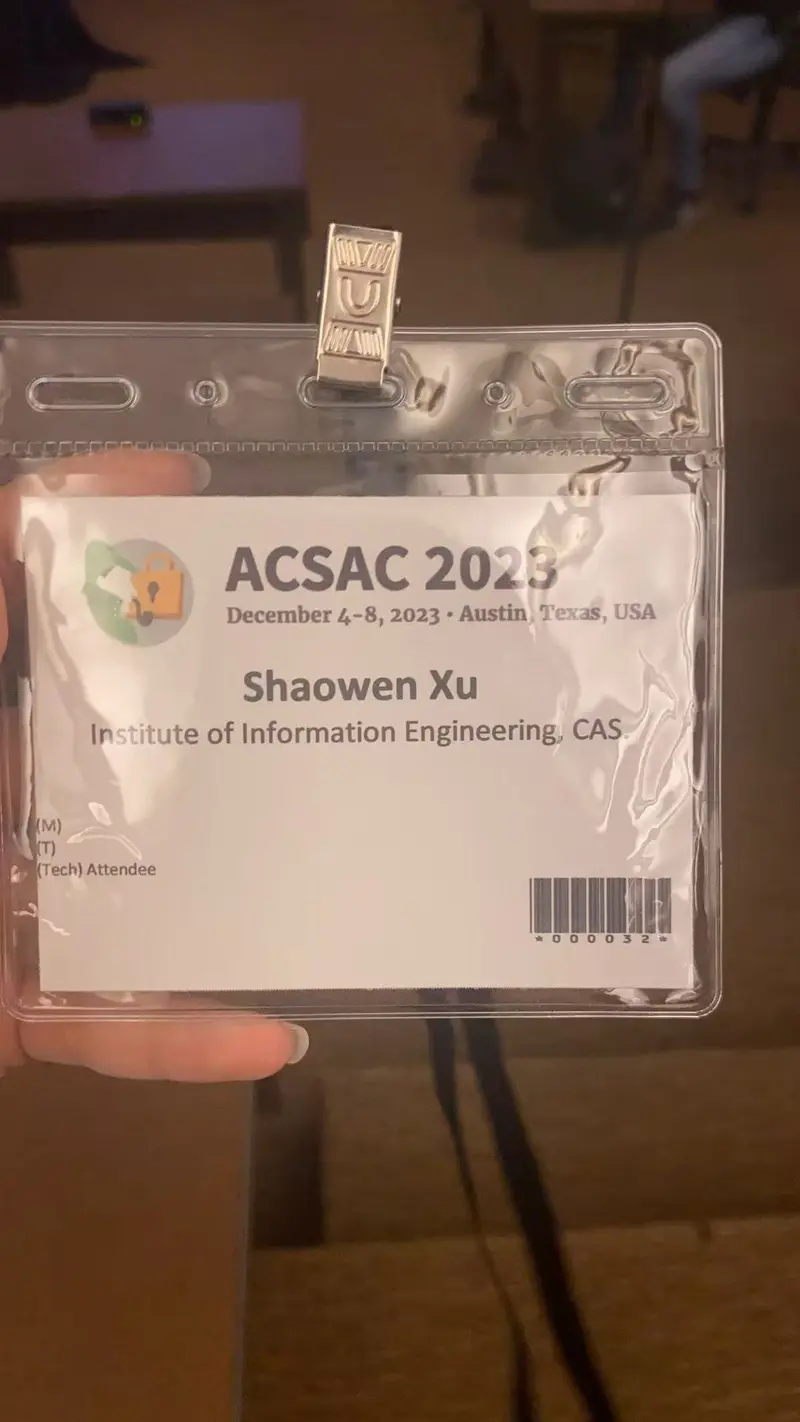 ACSAC 2023
December 4-8, 2023 • Austin, Texas, USA
Shaowen Xu
Institute of Information Engineering, CAS
(M)
(T)
(Tech) Attendee
*000032*